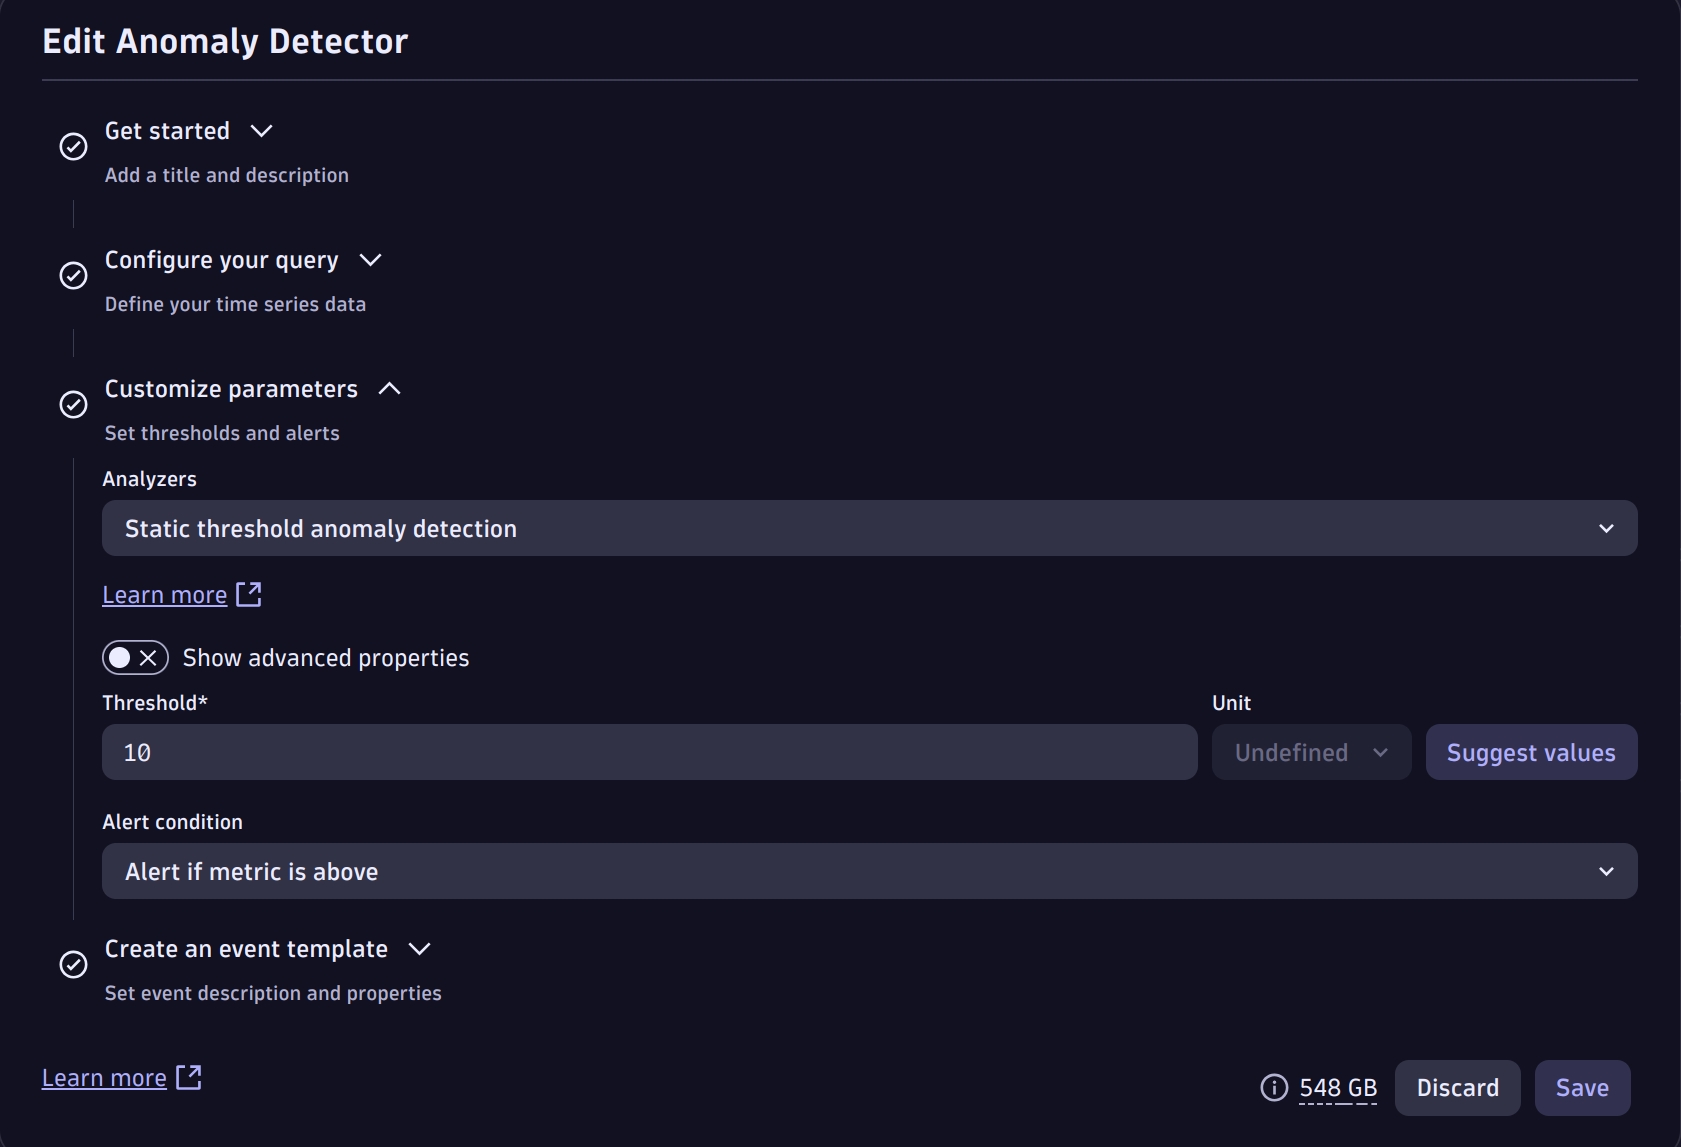 Edit Anomaly Detector
Get started
Add a title and description
Configure your query
Define your time series data
Customize parameters
Set thresholds and alerts
Analyzers
Static threshold anomaly detection
Learn more
Show advanced properties
Threshold*
Unit
10
Undefined
Suggest values
Alert condition
Alert if metric is above
Create an event template
Set event description and properties
Learn more
548 GB
Discard
Save